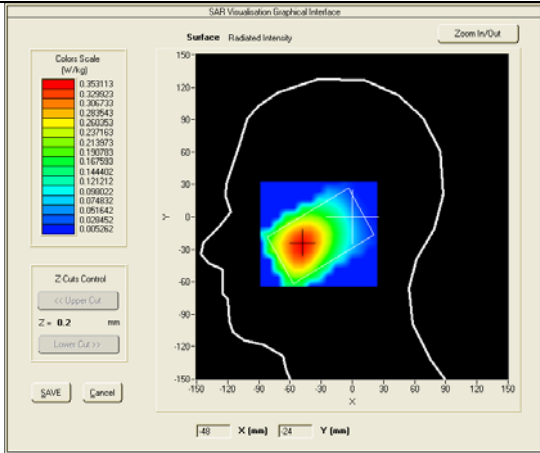 SAR Visualisation Graphical Interface
Surface Radiated Intensity
Zoom In/Out
Colors Scale
(W/kg)
0.353113
0.329923
0.306733
0.283543
0.260353
0.237163
0.213973
0.190783
0.167593
0.144402
0.121212
0.098022
0.074832
0.051642
0.028452
0.005262
Z Cuts Control
<< Upper Cut
Z = 0.2 mm
Lower Cut >>
SAVE Cancel
150
120
90
60
30
0
-30
-60
-90
-120
-150
Y
-150 -120 -90 -60 -30 0 30 60 90 120 150
X
-48 X (mm) -24 Y (mm)